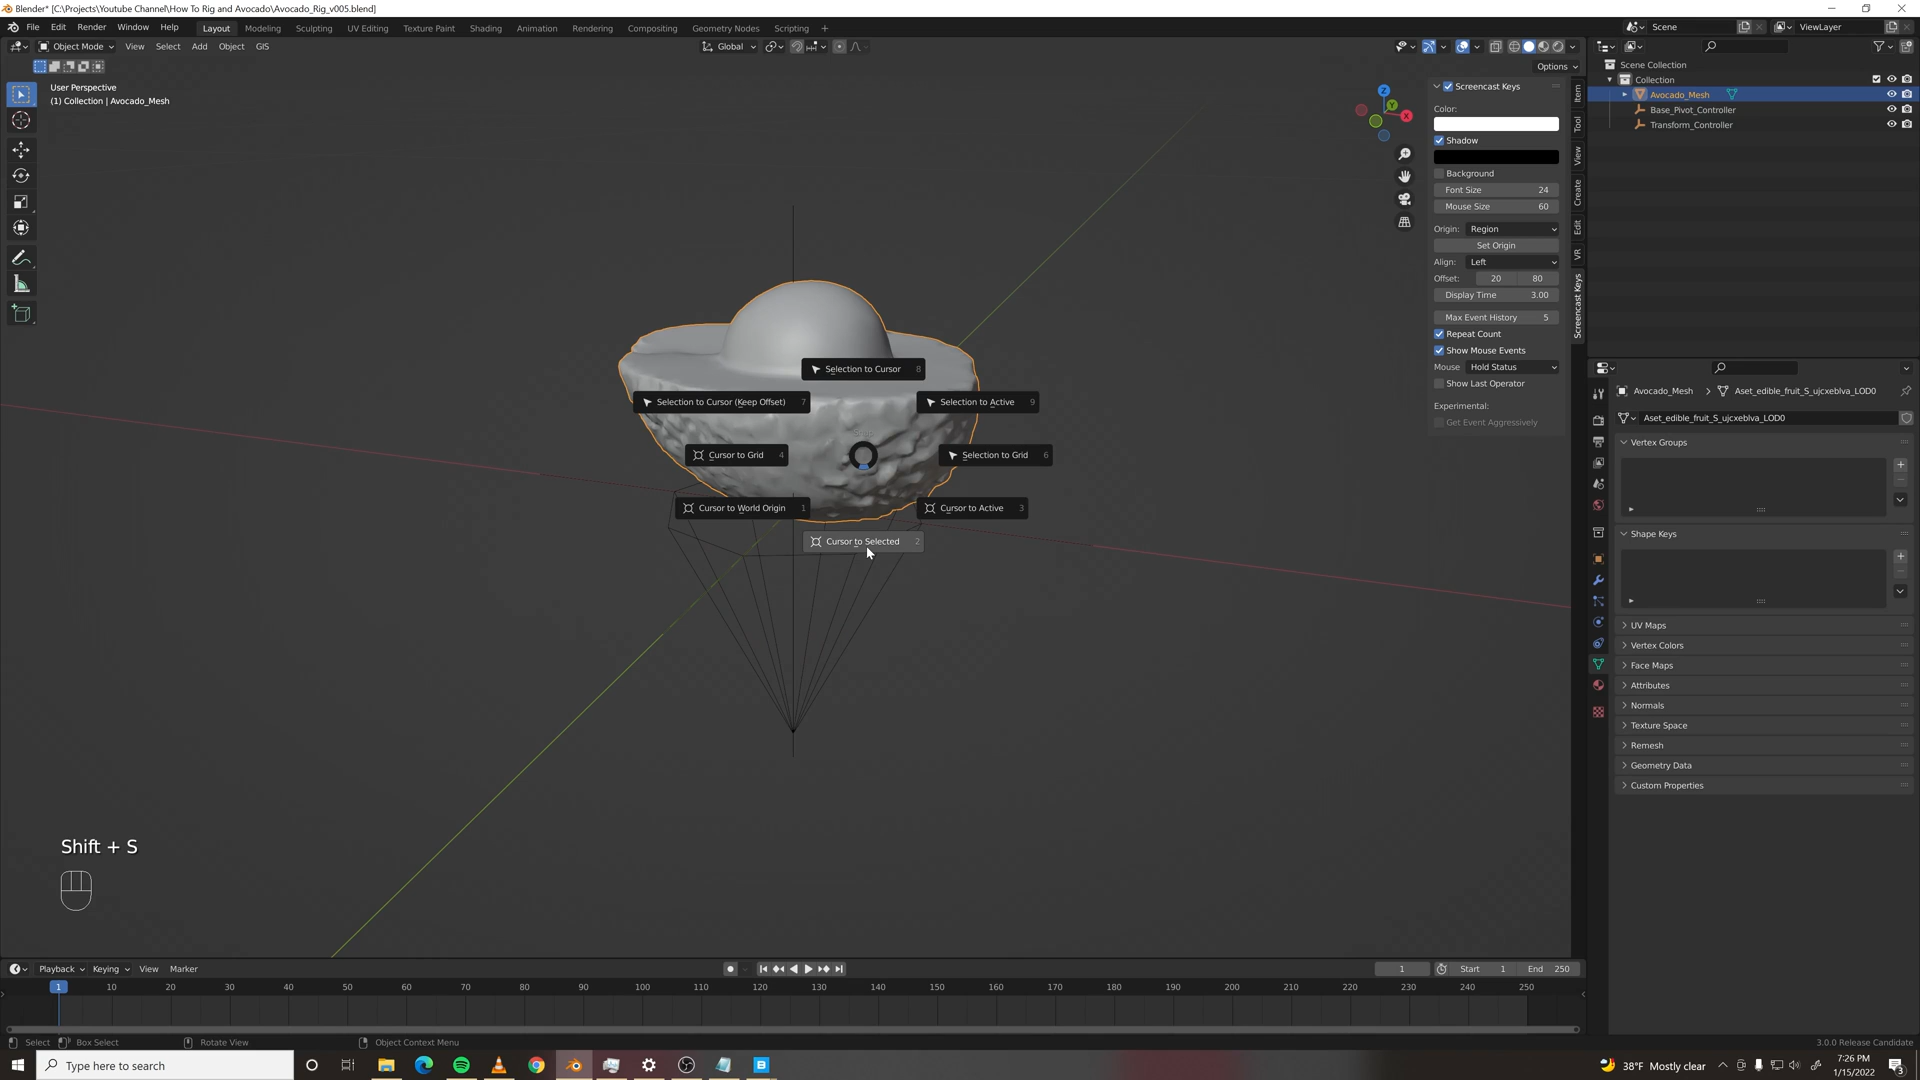 Blender* [C:\Projects\Youtube Channel\How To Rig and Avocado\Avocado_Rig_v005.blend]
File Edit Render Window Help Layout Modeling Sculpting UV Editing Texture Paint Shading Animation Rendering Compositing Geometry Nodes Scripting + Scene ViewLayer
Object Mode View Select Add Object GIS Global
Options
User Perspective
(1) Collection | Avocado_Mesh
Z
Y
X
Screencast Keys
Color:
Shadow
Background
Font Size 24
Mouse Size 60
Origin: Region
Set Origin
Align: Left
Offset: 20 80
Display Time 3.00
Max Event History 5
Repeat Count
Show Mouse Events
Mouse Hold Status
Show Last Operator
Experimental:
Get Event Aggressively
Item
Tool
View
Create
Edit
VR
Screencast Keys
Scene Collection
Collection
Avocado_Mesh
Base_Pivot_Controller
Transform_Controller
Avocado_Mesh > Aset_edible_fruit_S_ujcxeblva_LOD0
Aset_edible_fruit_S_ujcxeblva_LOD0
Vertex Groups
Shape Keys
UV Maps
Vertex Colors
Face Maps
Attributes
Normals
Texture Space
Remesh
Geometry Data
Custom Properties
Selection to Cursor 8
Selection to Cursor (Keep Offset) 7
Selection to Active 9
Cursor to Grid 4
Selection to Grid 6
Cursor to World Origin 1
Cursor to Active 3
Cursor to Selected 2
Shift + S
Playback Keying View Marker 1 Start 1 End 250
1 10 20 30 40 50 60 70 80 90 100 110 120 130 140 150 160 170 180 190 200 210 220 230 240 250
Select Box Select Rotate View Object Context Menu 3.0.0 Release Candidate
Type here to search 38°F Mostly clear 7:26 PM
1/15/2022 3